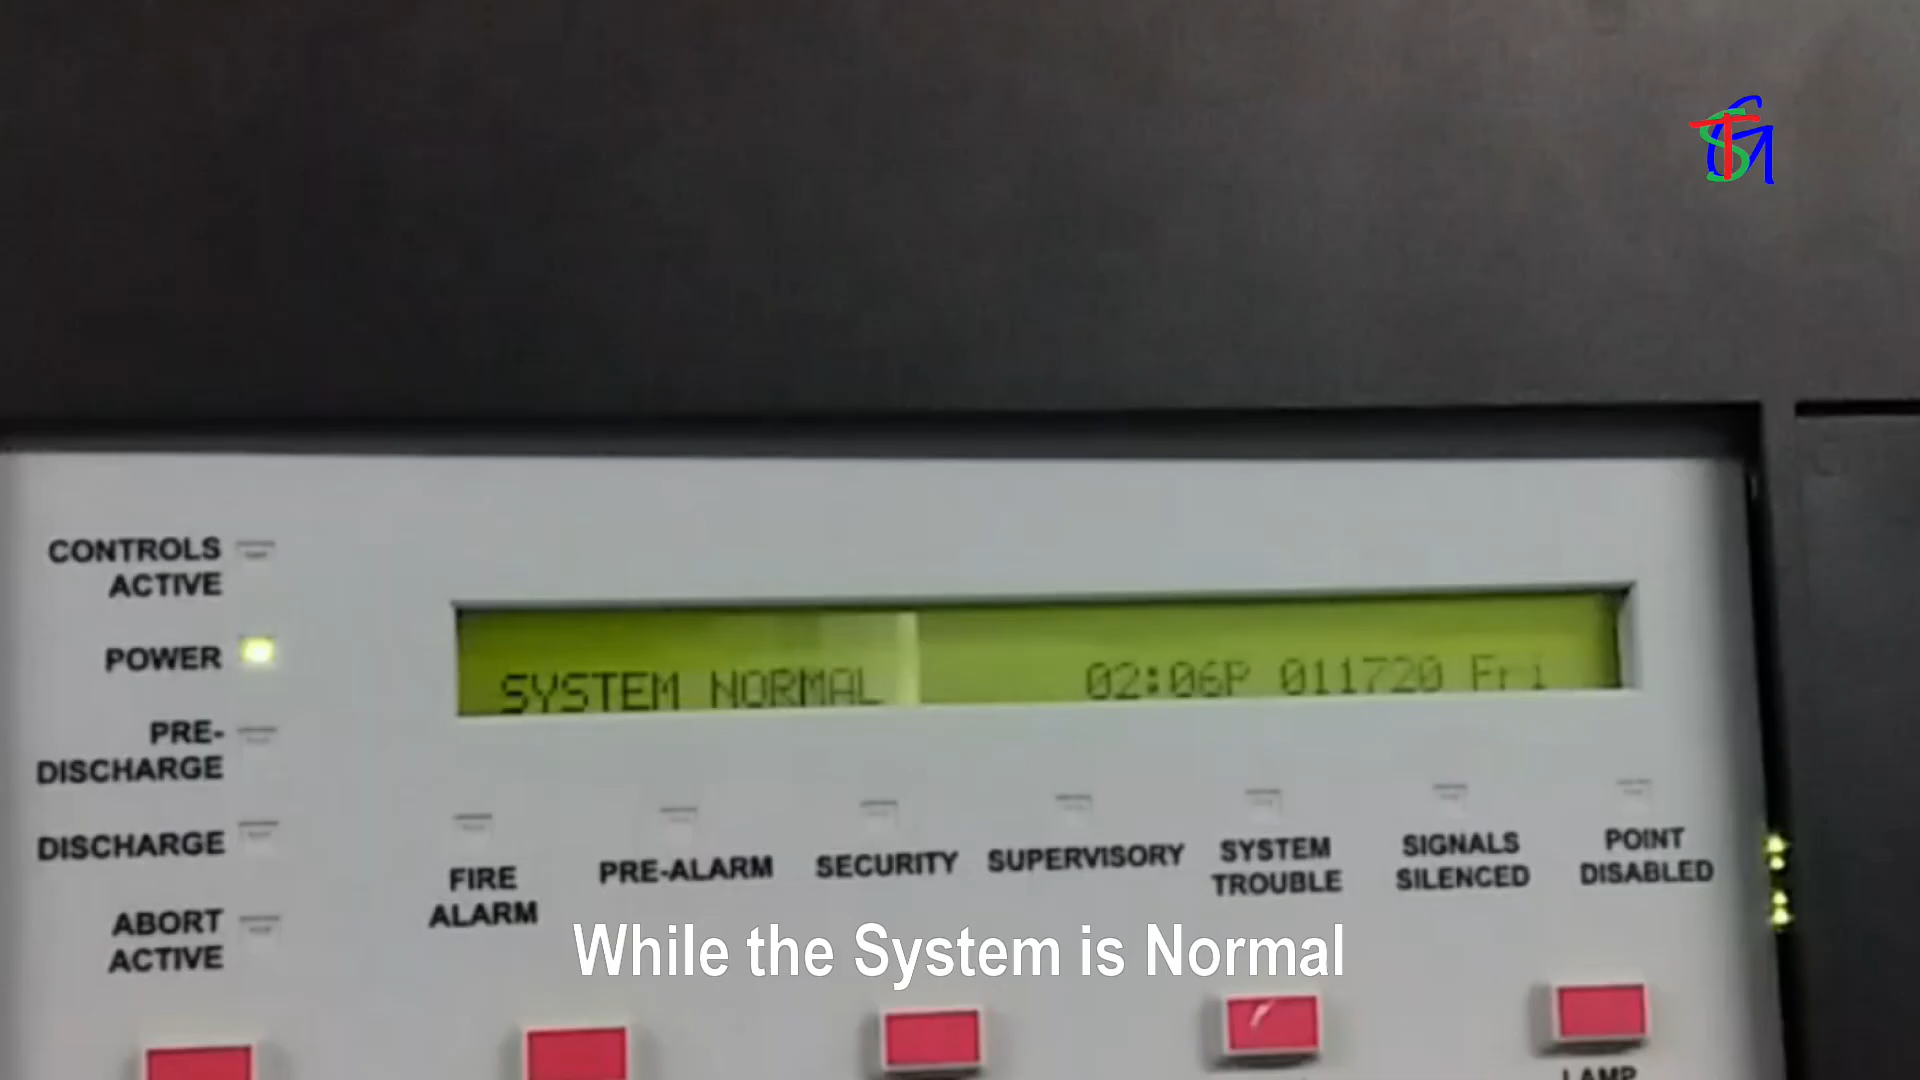 CONTROLS
ACTIVE
POWER
PRE-
DISCHARGE
DISCHARGE
ABORT
ACTIVE
SYSTEM NORMAL 02:06P 011720 Fri
FIRE
ALARM
PRE-ALARM
SECURITY
SUPERVISORY
SYSTEM
TROUBLE
SIGNALS
SILENCED
POINT
DISABLED
While the System is Normal
LAMP